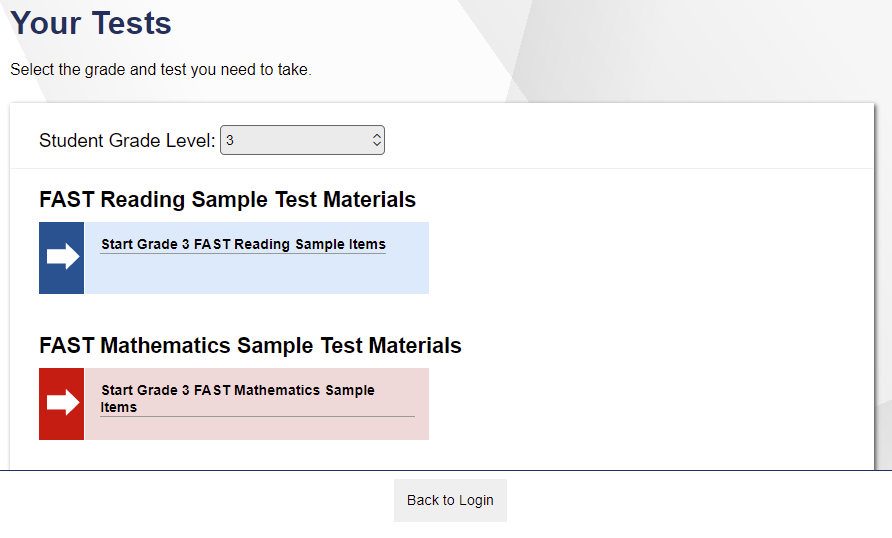 Your Tests
Select the grade and test you need to take.
Student Grade Level: 3
FAST Reading Sample Test Materials
Start Grade 3 FAST Reading Sample Items
FAST Mathematics Sample Test Materials
Start Grade 3 FAST Mathematics Sample
Items
Back to Login